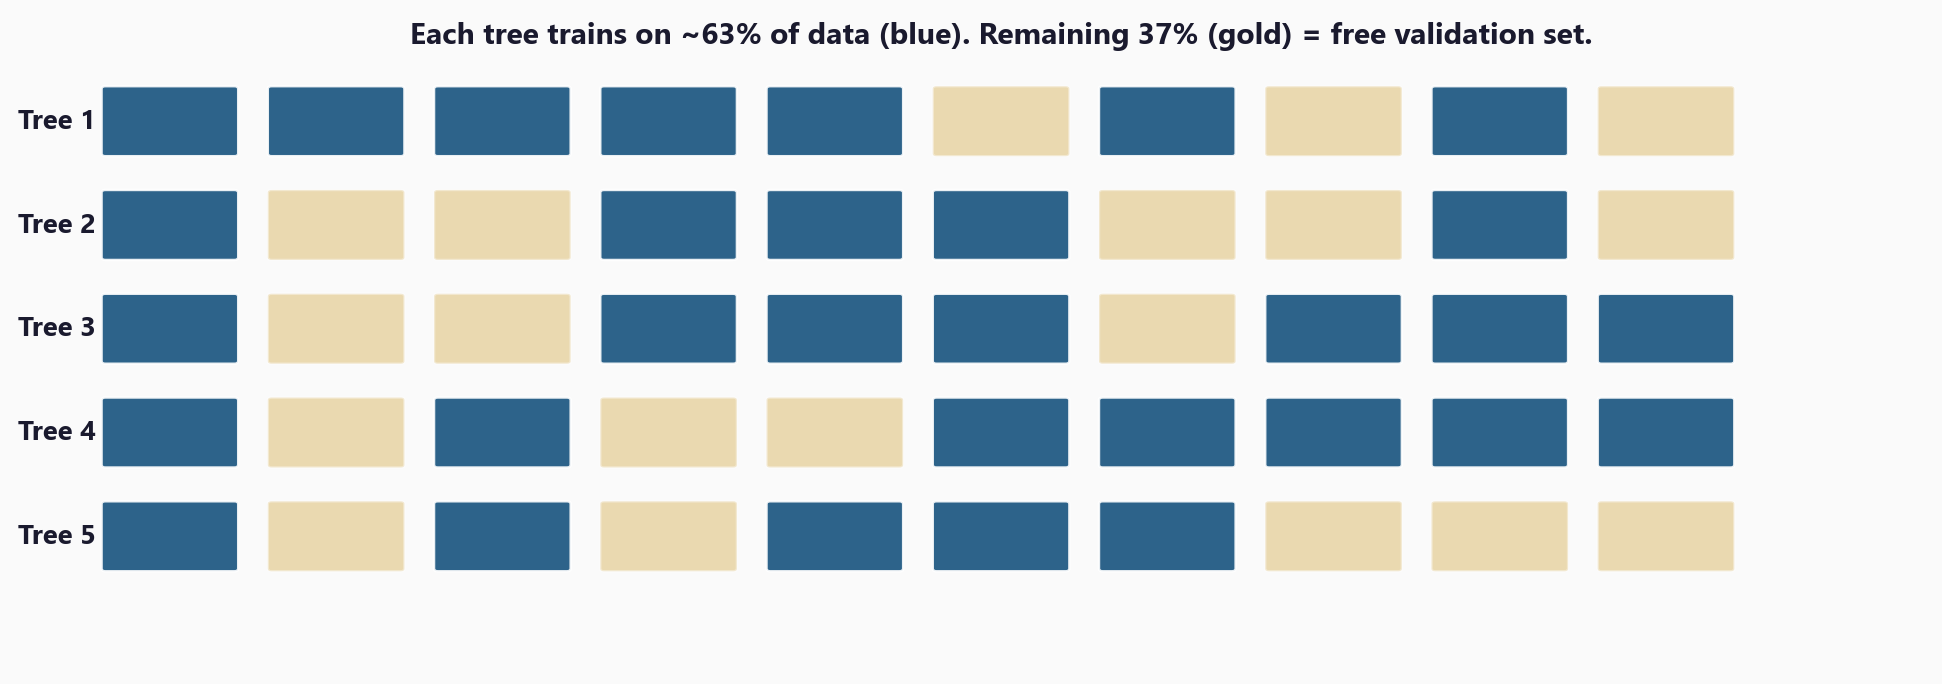 Each tree trains on ~63% of data (blue). Remaining 37% (gold) = free validation set.
Tree 1
Tree 2
Tree 3
Tree 4
Tree 5